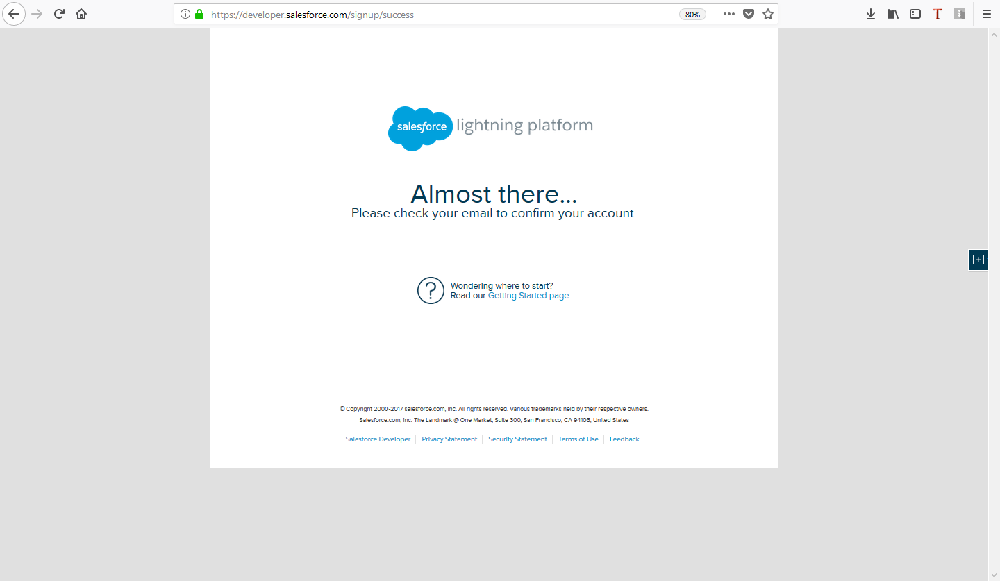 https://developer.salesforce.com/signup/success
80%
T
salesforce lightning platform
Almost there...
Please check your email to confirm your account.
[+]
?
Wondering where to start?
Read our Getting Started page.
© Copyright 2000-2017 salesforce.com, inc. All rights reserved. Various trademarks held by their respective owners.
Salesforce.com, Inc. The Landmark @ One Market, Suite 300, San Francisco, CA 94105, United States
Salesforce Developer Privacy Statement Security Statement Terms of Use Feedback